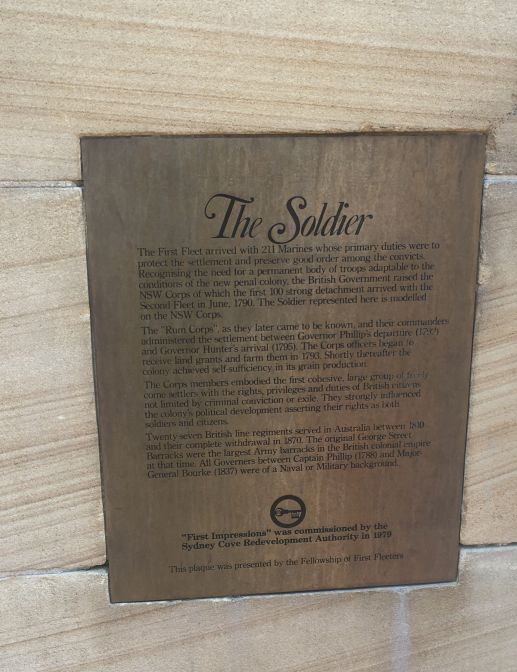 The Soldier
The First Fleet arrived with 211 Marines whose primary duties were to
protect the settlement and preserve good order among the convicts.
Recognising the need for a permanent body of troops adaptable to the
conditions of the new penal colony, the British Government raised the
NSW Corps of which the first 100 strong detachment arrived with the
Second Fleet in June, 1790. The Soldier represented here is modelled
on the NSW Corps.
The "Rum Corps", as they later came to be known, and their commanders
administered the settlement between Governor Phillip's departure (1792)
and Governor Hunter's arrival (1795). The Corps officers began to
receive land grants and farm them in 1793. Shortly thereafter the
colony achieved self-sufficiency, in its grain production
The Corps members embodied the first cohesive, large group of freely
come settlers with the rights, privileges and duties of British citizens
not limited by criminal conviction or exile. They strongly influenced
the colony's political development asserting their rights as both
soldiers and citizens.
Twenty seven British line regiments served in Australia between 1810
and their complete withdrawal in 1870. The original George Street
Barracks were the largest Army barracks in the British colonial empire
at that time. All Governers between Captain Phillip (1788) and Major-
General Bourke (1837) were of a Naval or Military background.
"First Impressions" was commissioned by the
Sydney Cove Redevelopment Authority in 1979
This plaque was presented by the Fellowship of First Fleeters